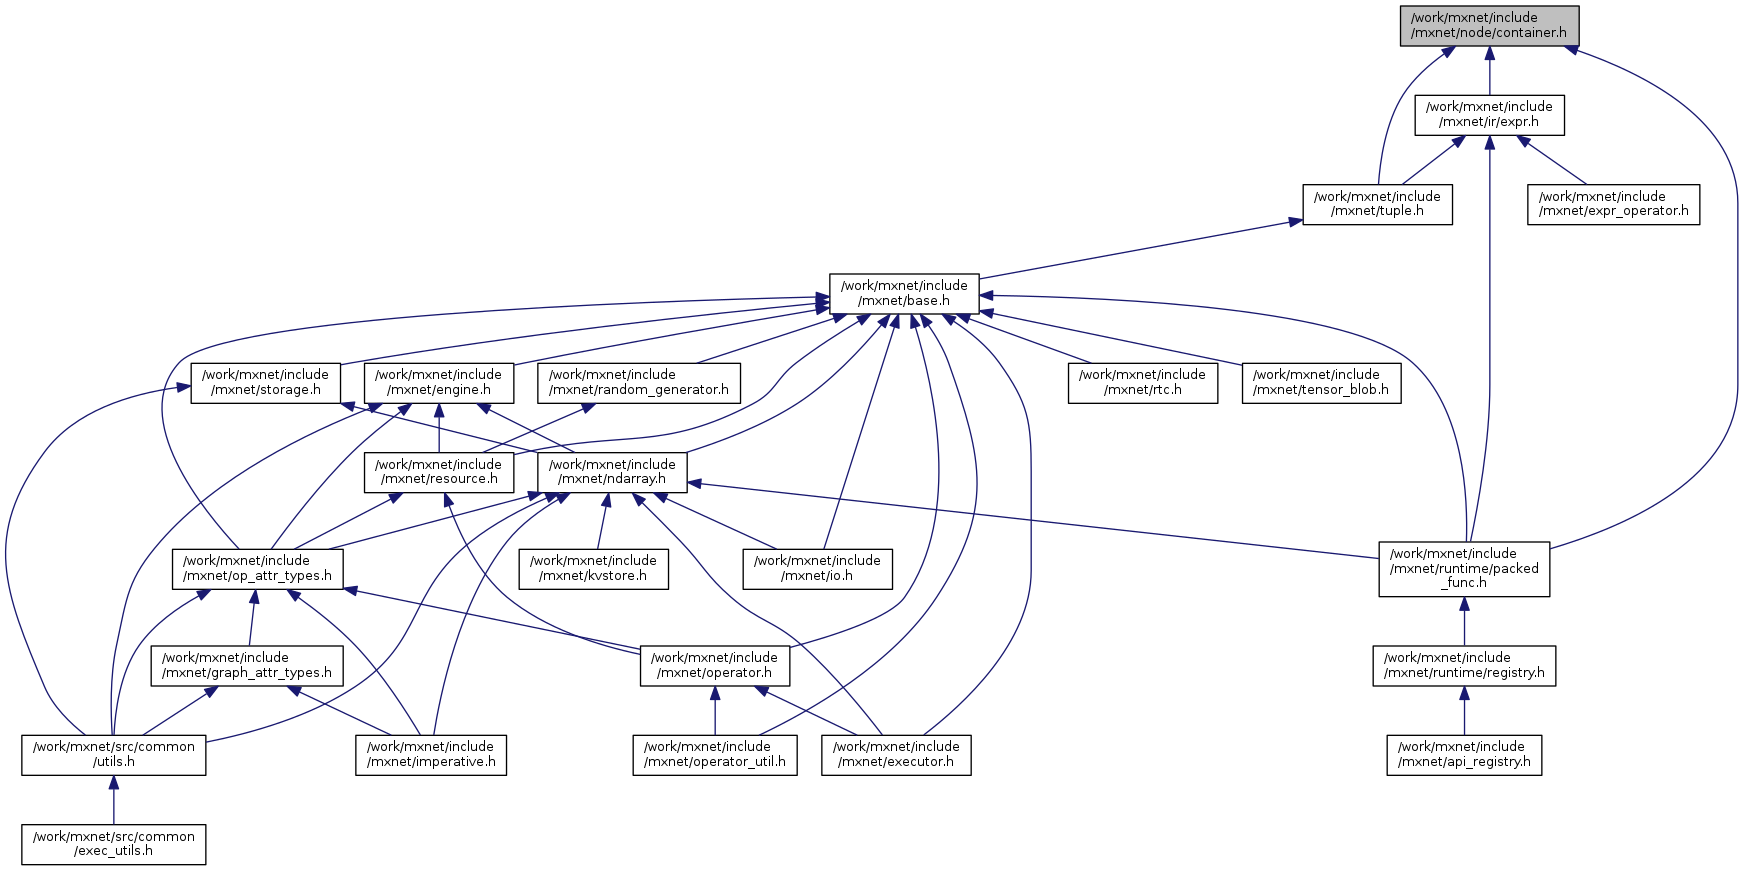 /work/mxnet/include
/mxnet/node/container.h
/work/mxnet/include
/mxnet/ir/expr.h
/work/mxnet/include
/mxnet/tuple.h
/work/mxnet/include
/mxnet/expr_operator.h
/work/mxnet/include
/mxnet/base.h
/work/mxnet/include
/mxnet/storage.h
/work/mxnet/include
/mxnet/engine.h
/work/mxnet/include
/mxnet/random_generator.h
/work/mxnet/include
/mxnet/rtc.h
/work/mxnet/include
/mxnet/tensor_blob.h
/work/mxnet/include
/mxnet/resource.h
/work/mxnet/include
/mxnet/ndarray.h
/work/mxnet/include
/mxnet/op_attr_types.h
/work/mxnet/include
/mxnet/kvstore.h
/work/mxnet/include
/mxnet/io.h
/work/mxnet/include
/mxnet/runtime/packed
_func.h
/work/mxnet/include
/mxnet/graph_attr_types.h
/work/mxnet/include
/mxnet/operator.h
/work/mxnet/include
/mxnet/runtime/registry.h
/work/mxnet/src/common
/utils.h
/work/mxnet/include
/mxnet/imperative.h
/work/mxnet/include
/mxnet/operator_util.h
/work/mxnet/include
/mxnet/executor.h
/work/mxnet/include
/mxnet/api_registry.h
/work/mxnet/src/common
/exec_utils.h